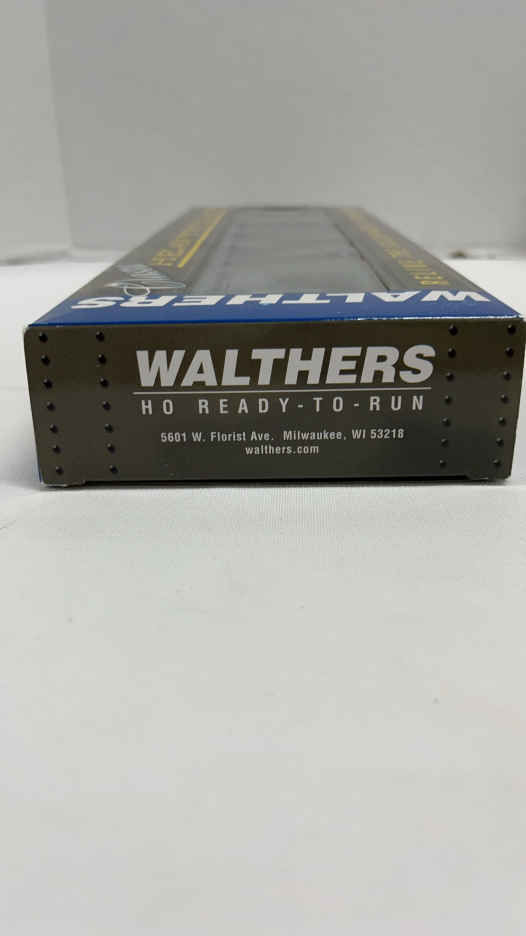 WALTHERS
WALTHERS
HO READY-TO-RUN
5601 W. Florist Ave. Milwaukee, WI 53218
walthers.com